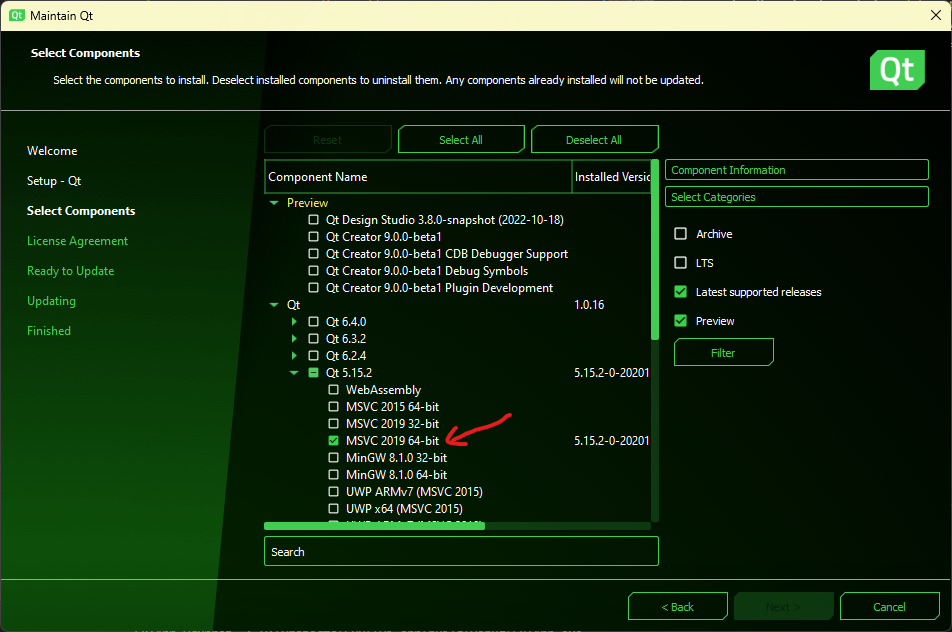 Qt Maintain Qt
Select Components
Select the components to install. Deselect installed components to uninstall them. Any components already installed will not be updated.
Qt
Welcome
Setup - Qt
Select Components
License Agreement
Ready to Update
Updating
Finished
Reset
Select All
Deselect All
Component Name
Installed Versio
Preview
Qt Design Studio 3.8.0-snapshot (2022-10-18)
Qt Creator 9.0.0-beta1
Qt Creator 9.0.0-beta1 CDB Debugger Support
Qt Creator 9.0.0-beta1 Debug Symbols
Qt Creator 9.0.0-beta1 Plugin Development
Qt 1.0.16
Qt 6.4.0
Qt 6.3.2
Qt 6.2.4
Qt 5.15.2 5.15.2-0-20201
WebAssembly
MSVC 2015 64-bit
MSVC 2019 32-bit
MSVC 2019 64-bit 5.15.2-0-20201
MinGW 8.1.0 32-bit
MinGW 8.1.0 64-bit
UWP ARMv7 (MSVC 2015)
UWP x64 (MSVC 2015)
Search
Component Information
Select Categories
Archive
LTS
Latest supported releases
Preview
Filter
< Back
Next >
Cancel